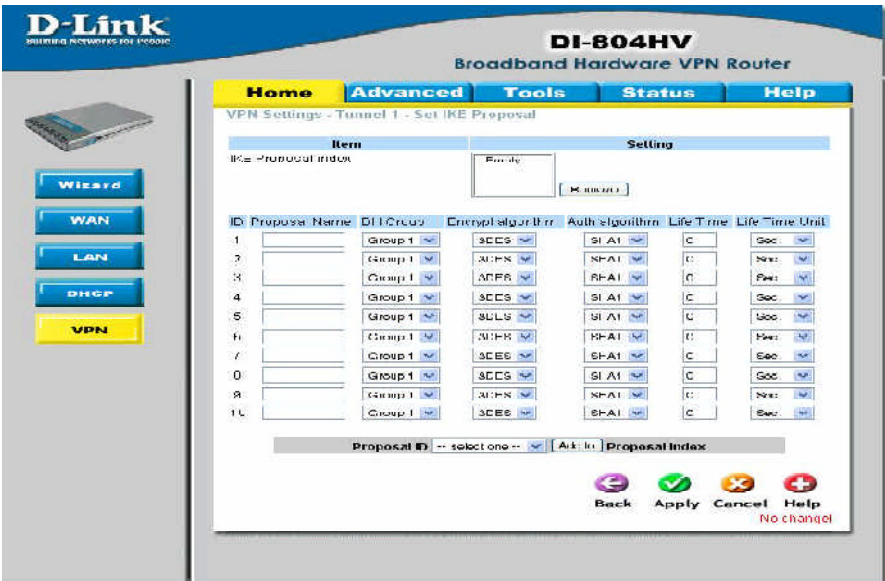 D-Link
Building Networks for People
DI-804HV
Broadband Hardware VPN Router
Home Advanced Tools Status Help
VPN Settings - Tunnel 1 - Set IKE Proposal
Item Setting
IKE Proposal index
Empty
Remove
Wizard
WAN
LAN
DHCP
VPN
ID Proposal Name DH Group Encrypt algorithm Auth algorithm Life Time Life Time Unit
1 Group 1 3DES SHA1 0 Sec.
2 Group 1 3DES SHA1 0 Sec.
3 Group 1 3DES SHA1 0 Sec.
4 Group 1 3DES SHA1 0 Sec.
5 Group 1 3DES SHA1 0 Sec.
6 Group 1 3DES SHA1 0 Sec.
7 Group 1 3DES SHA1 0 Sec.
8 Group 1 3DES SHA1 0 Sec.
9 Group 1 3DES SHA1 0 Sec.
10 Group 1 3DES SHA1 0 Sec.
Proposal ID -- select one -- Add to Proposal index
Back Apply Cancel Help
No change!